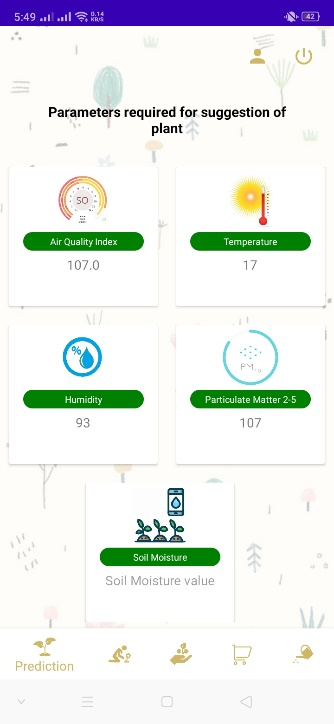 5:49 0.14 KB/S 42
Parameters required for suggestion of
plant
SO
Air Quality Index
107.0
Temperature
17
%
Humidity
93
PM
Particulate Matter 2-5
107
Soil Moisture
Soil Moisture value
Prediction